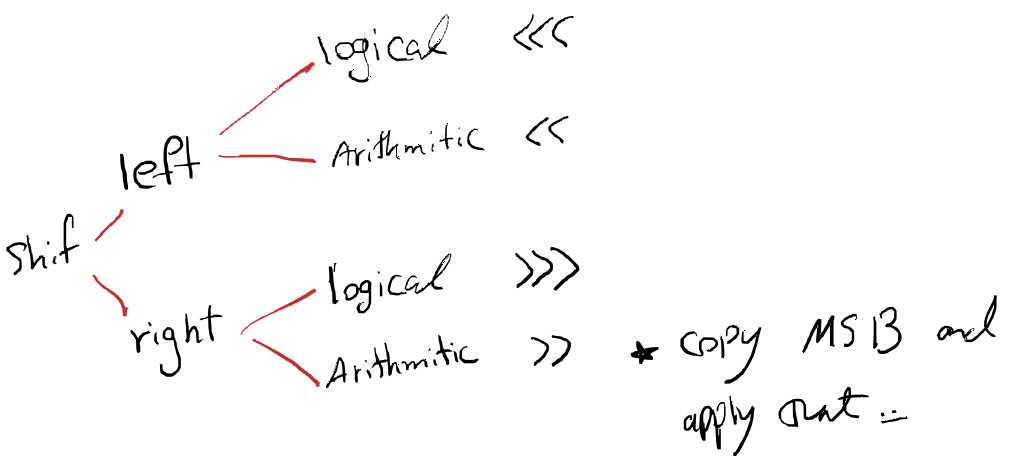 logical <<<
Arithmitic <<
left
shif
logical >>>
right
Arithmitic >> * copy MSB and
apply that ..